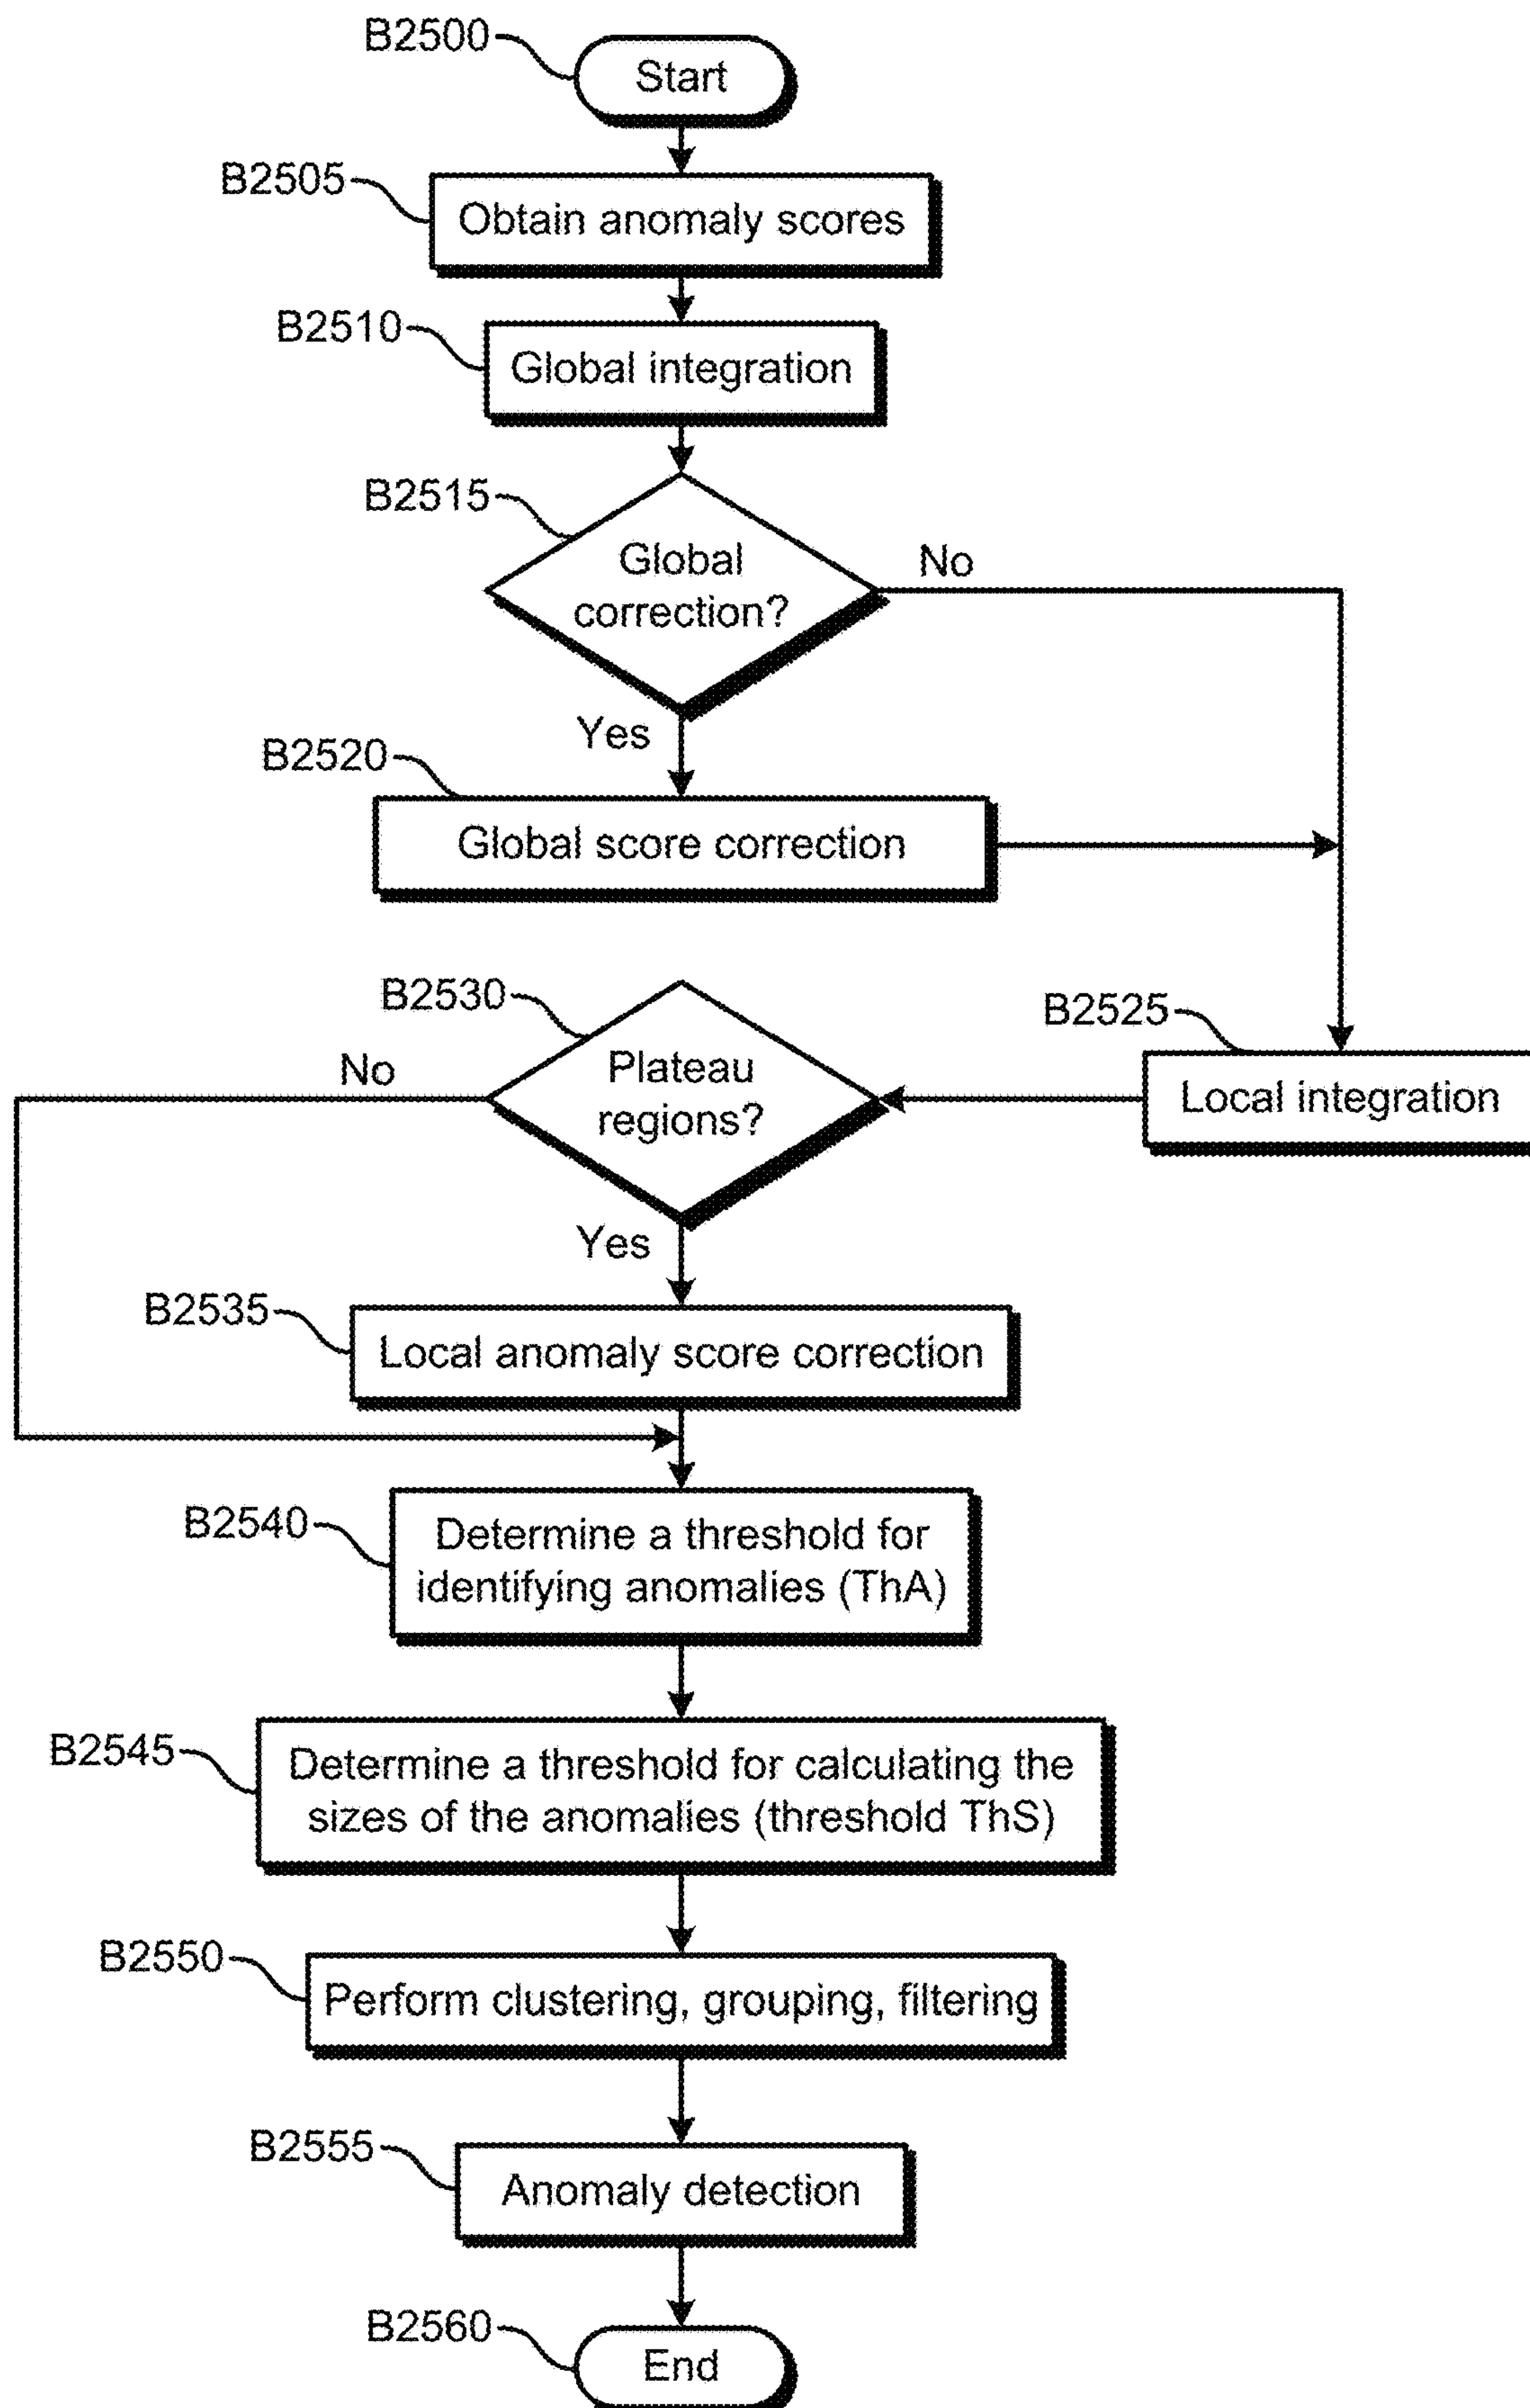 B2500
Start
B2505
Obtain anomaly scores
B2510
Global integration
B2515
Global
correction?
No
Yes
B2520
Global score correction
B2530
Plateau
regions?
No
B2525
Local integration
Yes
B2535
Local anomaly score correction
B2540
Determine a threshold for
identifying anomalies (ThA)
B2545
Determine a threshold for calculating the
sizes of the anomalies (threshold ThS)
B2550
Perform clustering, grouping, filtering
B2555
Anomaly detection
B2560
End